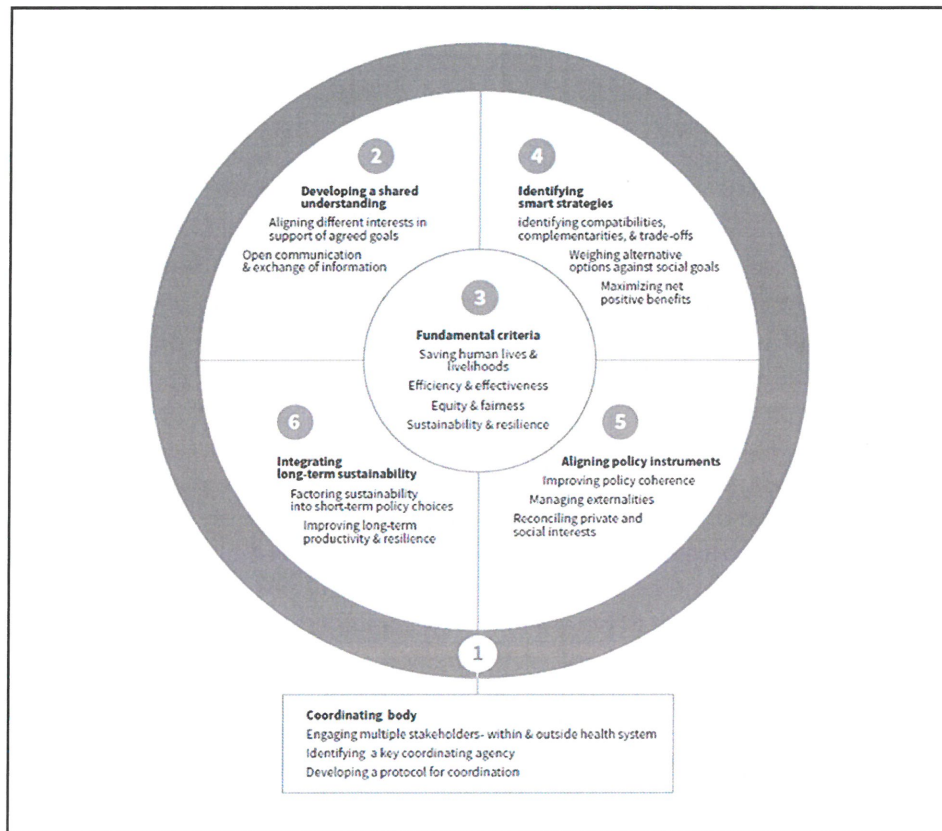 2
Developing a shared
understanding
Aligning different interests in
support of agreed goals
Open communication
& exchange of information
4
Identifying
smart strategies
identifying compatibilities,
complementarities, & trade-offs
Weighing alternative
options against social goals
Maximizing net
positive benefits
3
Fundamental criteria
Saving human lives &
livelihoods
Efficiency & effectiveness
Equity & fairness
Sustainability & resilience
6
Integrating
long-term sustainability
Factoring sustainability
into short-term policy choices
Improving long-term
productivity & resilience
5
Aligning policy instruments
Improving policy coherence
Managing externalities
Reconciling private and
social interests
1
Coordinating body
Engaging multiple stakeholders- within & outside health system
Identifying a key coordinating agency
Developing a protocol for coordination